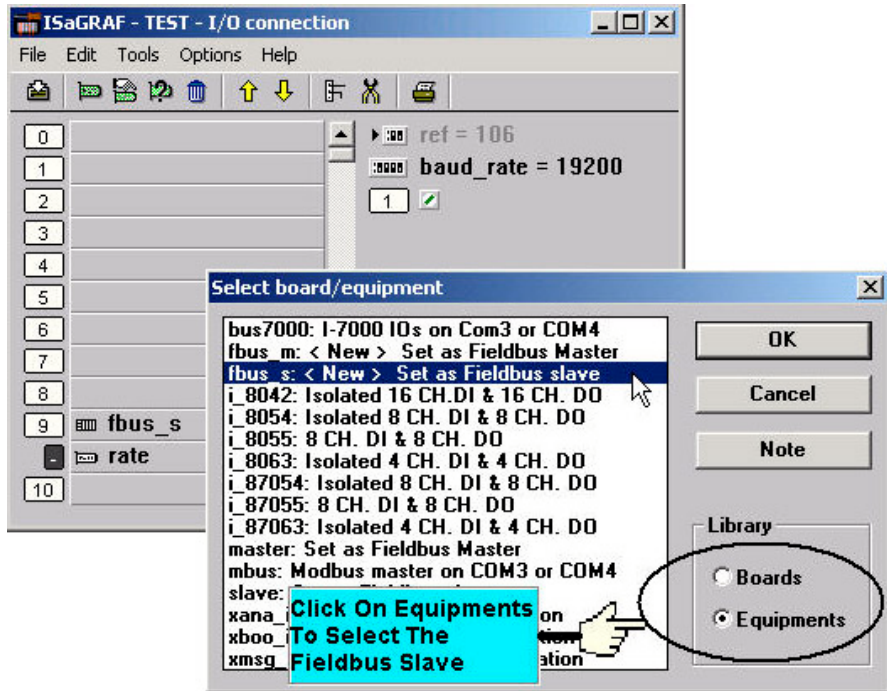 ISaGRAF - TEST - I/O connection
File Edit Tools Options Help
0
1
2
3
4
5
6
7
8
9 fbus_s
rate
10
ref = 106
baud_rate = 19200
1
Select board/equipment
bus7000: I-7000 IOs on Com3 or COM4
fbus_m: < New > Set as Fieldbus Master
fbus_s: < New > Set as Fieldbus slave
i_8042: Isolated 16 CH.DI & 16 CH. DO
i_8054: Isolated 8 CH. DI & 8 CH. DO
i_8055: 8 CH. DI & 8 CH. DO
i_8063: Isolated 4 CH. DI & 4 CH. DO
i_87054: Isolated 8 CH. DI & 8 CH. DO
i_87055: 8 CH. DI & 8 CH. DO
i_87063: Isolated 4 CH. DI & 4 CH. DO
master: Set as Fieldbus Master
mbus: Modbus master on COM3 or COM4
slave:
xana_ on
xboo_
xmsg_ ation
Click On Equipments
To Select The
Fieldbus Slave
OK
Cancel
Note
Library
Boards
Equipments